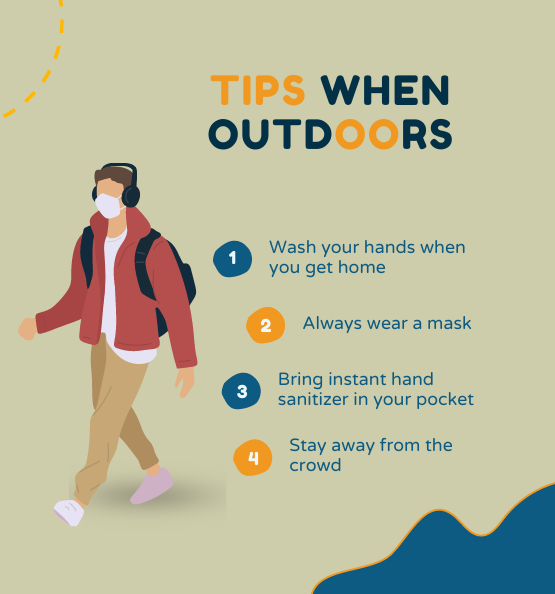 TIPS WHEN
OUTDOORS
1
Wash your hands when
you get home
2
Always wear a mask
3
Bring instant hand
sanitizer in your pocket
4
Stay away from the
crowd